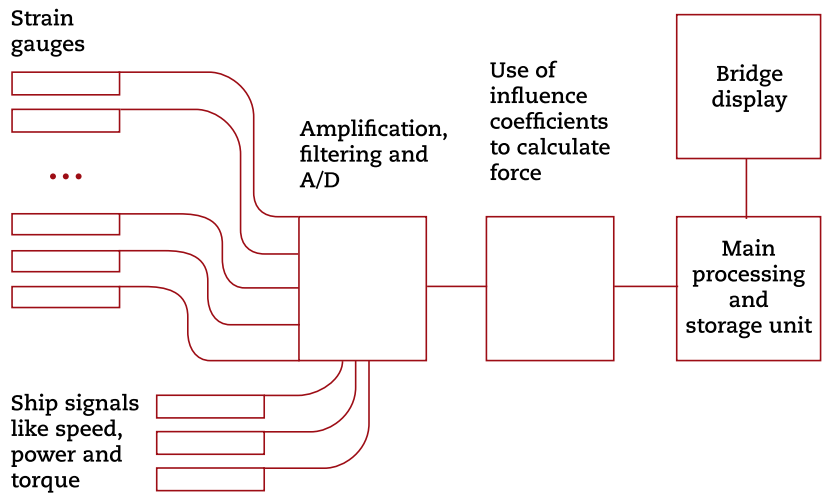 Strain
gauges
Amplification,
filtering and
A/D
Use of
influence
coefficients
to calculate
force
Bridge
display
Main
processing
and
storage unit
Ship signals
like speed,
power and
torque